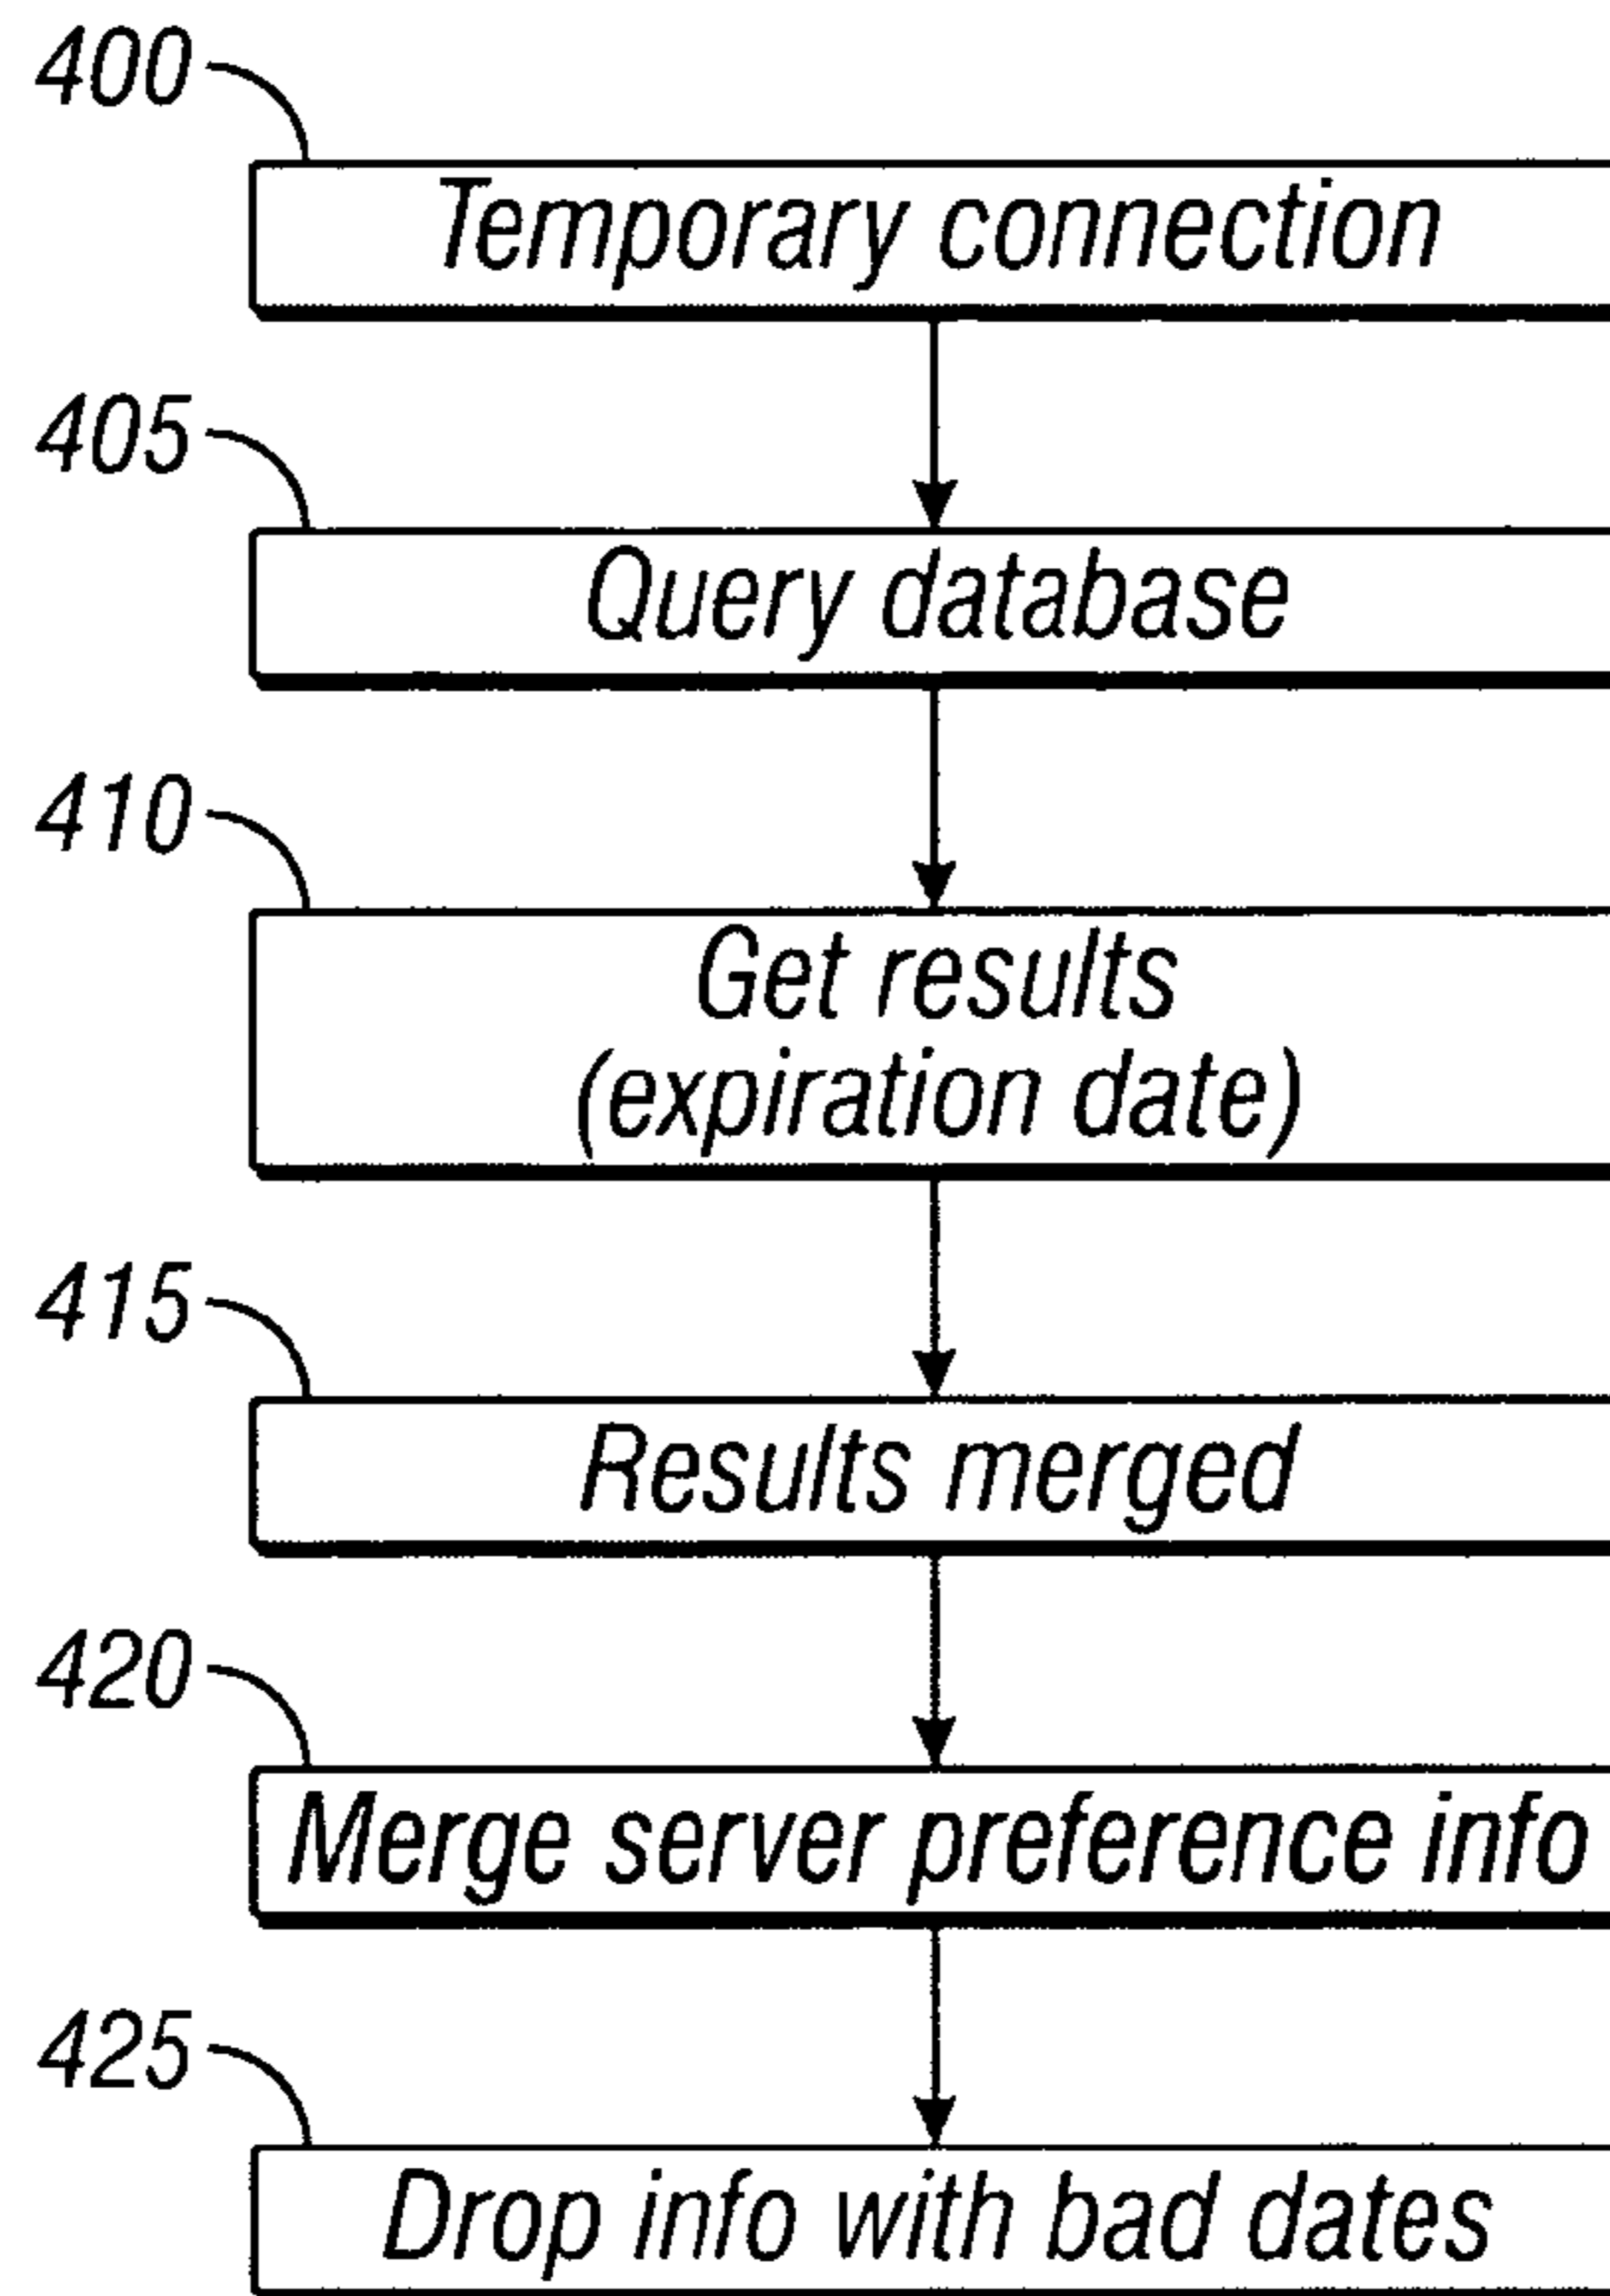 400
Temporary connection
405
Query database
410
Get results
(expiration date)
415
Results merged
420
Merge server preference info
425
Drop info with bad dates